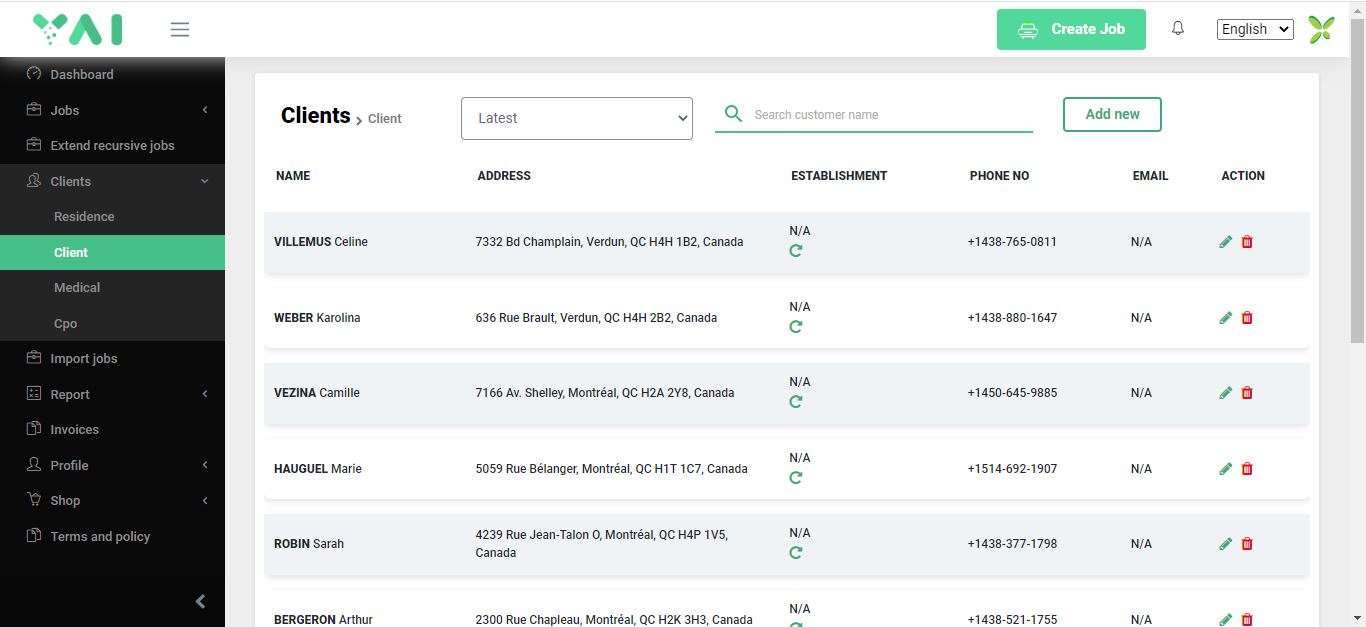 YAI
Create Job
English
Dashboard
Jobs
Extend recursive jobs
Clients
Residence
Client
Medical
Cpo
Import jobs
Report
Invoices
Profile
Shop
Terms and policy
Clients > Client
Latest
Search customer name
Add new
NAME ADDRESS ESTABLISHMENT PHONE NO EMAIL ACTION
VILLEMUS Celine 7332 Bd Champlain, Verdun, QC H4H 1B2, Canada N/A +1438-765-0811 N/A
WEBER Karolina 636 Rue Brault, Verdun, QC H4H 2B2, Canada N/A +1438-880-1647 N/A
VEZINA Camille 7166 Av. Shelley, Montréal, QC H2A 2Y8, Canada N/A +1450-645-9885 N/A
HAUGUEL Marie 5059 Rue Bélanger, Montréal, QC H1T 1C7, Canada N/A +1514-692-1907 N/A
ROBIN Sarah 4239 Rue Jean-Talon O, Montréal, QC H4P 1V5, N/A +1438-377-1798 N/A
Canada
BERGERON Arthur 2300 Rue Chapleau, Montréal, QC H2K 3H3, Canada N/A +1438-521-1755 N/A